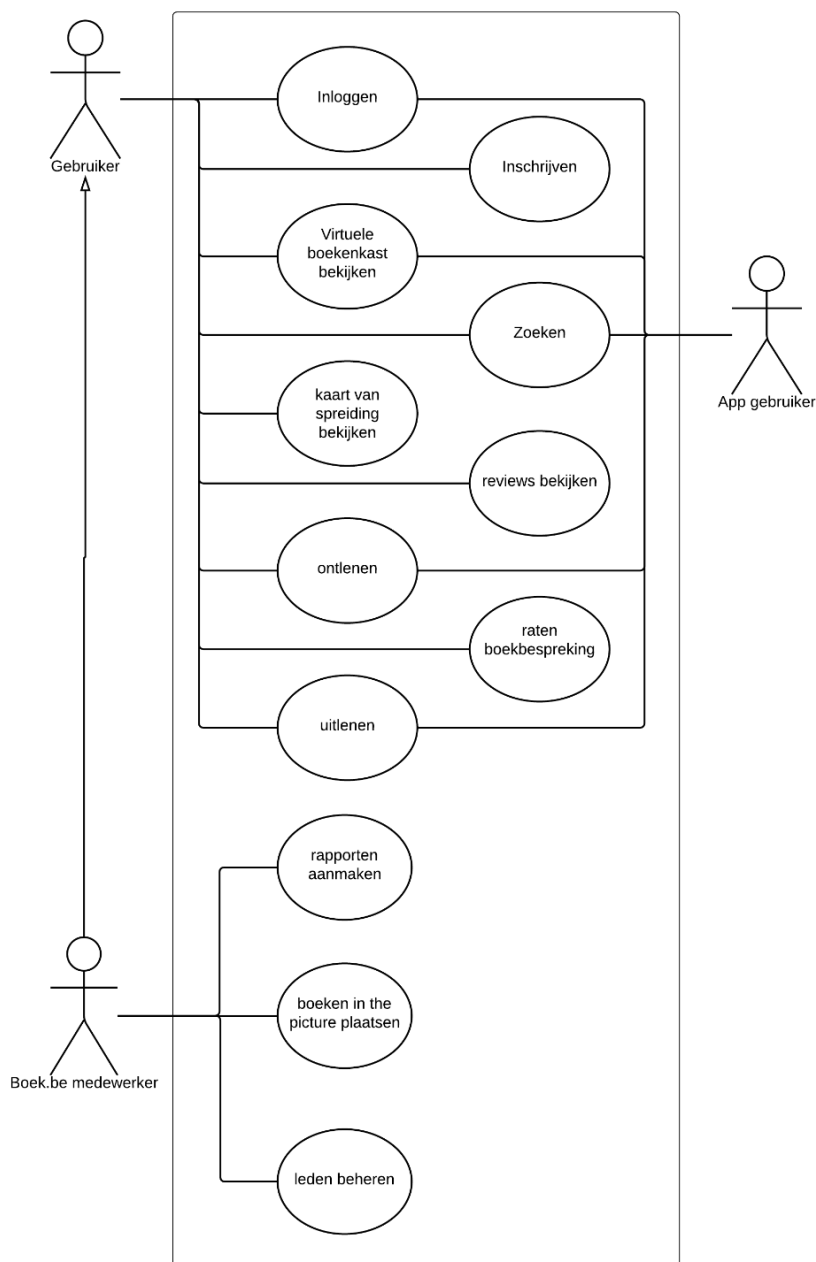 Inloggen
Gebruiker
Inschrijven
Virtuele
boekenkast
bekijken
Zoeken
App gebruiker
kaart van
spreiding
bekijken
reviews bekijken
ontlenen
raten
boekbespreking
uitlenen
rapporten
aanmaken
boeken in the
picture plaatsen
Boek.be medewerker
leden beheren